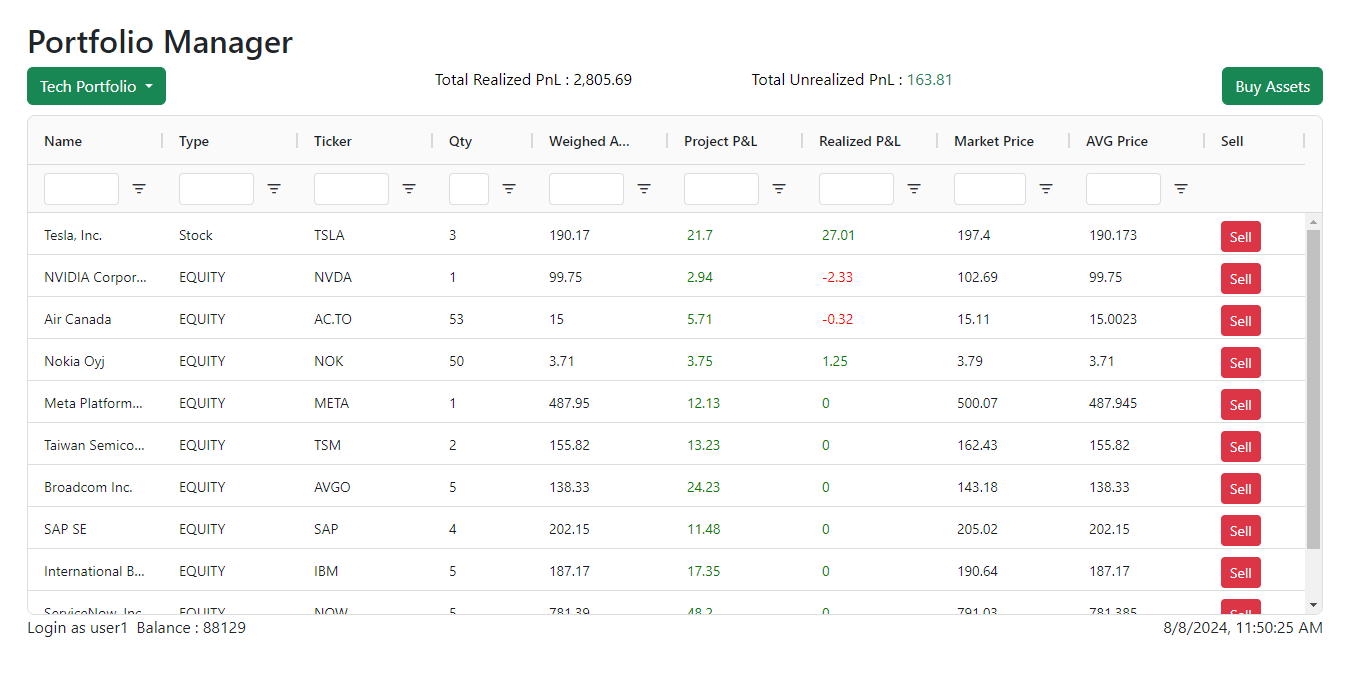 Portfolio Manager
Tech Portfolio Total Realized PnL : 2,805.69 Total Unrealized PnL : 163.81 Buy Assets
Name Type Ticker Qty Weighed A... Project P&L Realized P&L Market Price AVG Price Sell
Tesla, Inc. Stock TSLA 3 190.17 21.7 27.01 197.4 190.173 Sell
NVIDIA Corpor... EQUITY NVDA 1 99.75 2.94 -2.33 102.69 99.75 Sell
Air Canada EQUITY AC.TO 53 15 5.71 -0.32 15.11 15.0023 Sell
Nokia Oyj EQUITY NOK 50 3.71 3.75 1.25 3.79 3.71 Sell
Meta Platform... EQUITY META 1 487.95 12.13 0 500.07 487.945 Sell
Taiwan Semico... EQUITY TSM 2 155.82 13.23 0 162.43 155.82 Sell
Broadcom Inc. EQUITY AVGO 5 138.33 24.23 0 143.18 138.33 Sell
SAP SE EQUITY SAP 4 202.15 11.48 0 205.02 202.15 Sell
International B... EQUITY IBM 5 187.17 17.35 0 190.64 187.17 Sell
ServiceNow, Inc. EQUITY NOW 5 781.39 48.2 0 791.03 781.385 Sell
Login as user1 Balance : 88129 8/8/2024, 11:50:25 AM